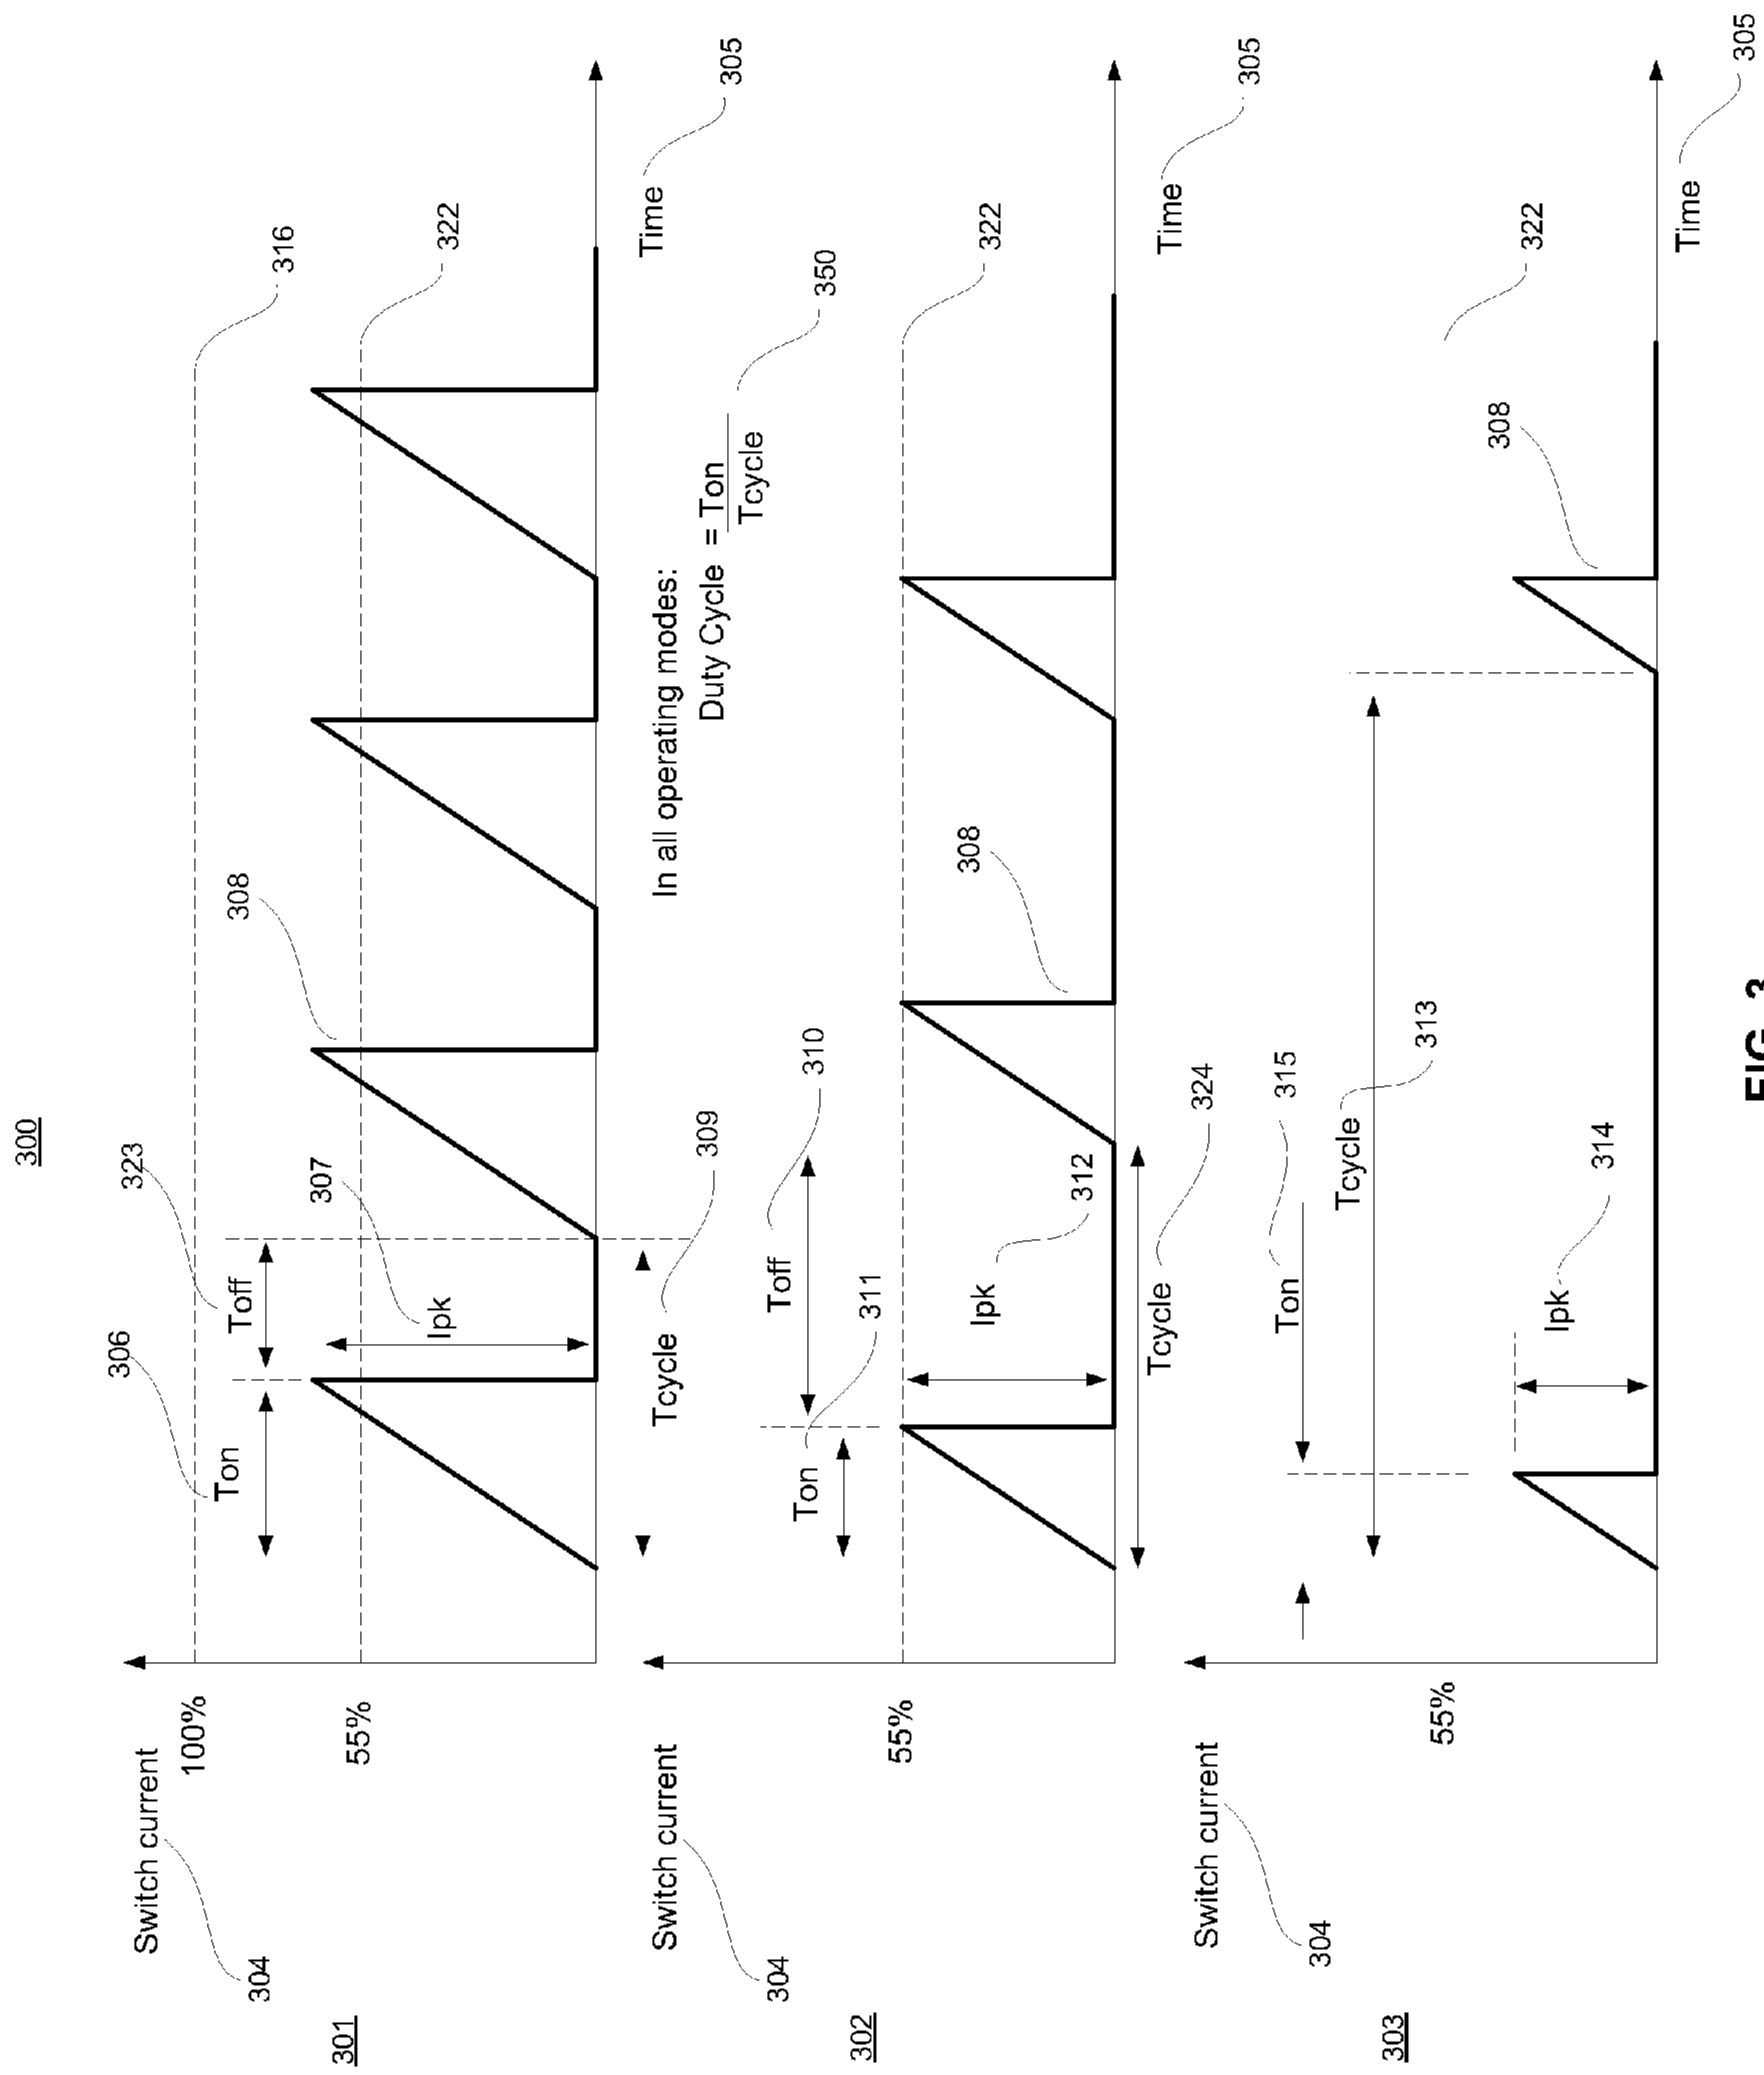 300
Switch current
304
301
100%
55%
316
322
323
306
Toff
Ton
307
Ipk
308
Tcycle
309
Time
305
In all operating modes:
Duty Cycle = Ton
Tcycle
350
Switch current
304
302
55%
322
Toff
310
Ton
311
Ipk
312
308
Tcycle
324
Time
305
Switch current
304
303
55%
322
Ton
315
Tcycle
313
Ipk
314
308
Time
305
FIG. 3